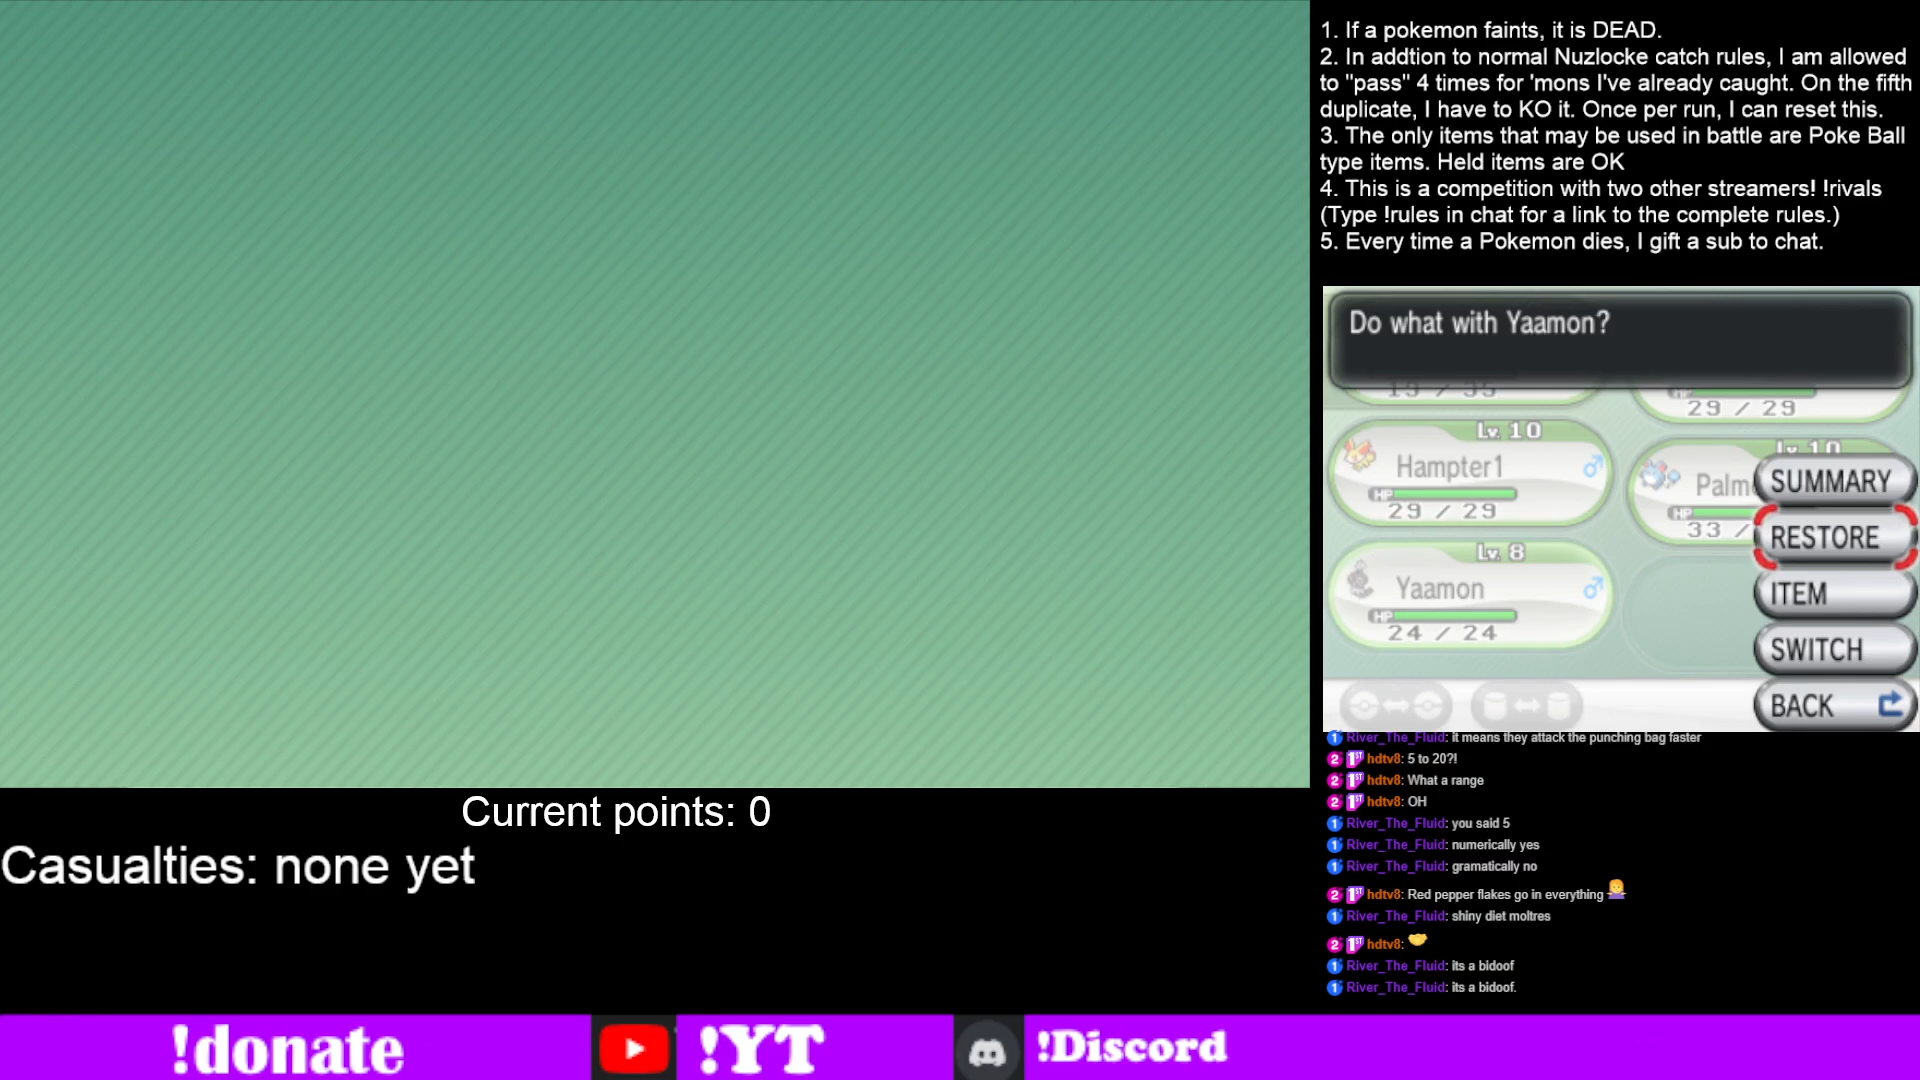 1. If a pokemon faints, it is DEAD.
2. In addtion to normal Nuzlocke catch rules, I am allowed
to "pass" 4 times for 'mons I've already caught. On the fifth
duplicate, I have to KO it. Once per run, I can reset this.
3. The only items that may be used in battle are Poke Ball
type items. Held items are OK
4. This is a competition with two other streamers! !rivals
(Type !rules in chat for a link to the complete rules.)
5. Every time a Pokemon dies, I gift a sub to chat.
Do what with Yaamon?
29 / 29
Lv. 10
Hampter1
HP
29 / 29
Lv. 10
Palm
HP
33 /
Lv. 8
Yaamon
HP
24 / 24
SUMMARY
RESTORE
ITEM
SWITCH
BACK
River_The_Fluid: it means they attack the punching bag faster
hdtv8: 5 to 20?!
hdtv8: What a range
hdtv8: OH
River_The_Fluid: you said 5
River_The_Fluid: numerically yes
River_The_Fluid: gramatically no
hdtv8: Red pepper flakes go in everything
River_The_Fluid: shiny diet moltres
hdtv8:
River_The_Fluid: its a bidoof
River_The_Fluid: its a bidoof.
Current points: 0
Casualties: none yet
!donate
!YT
!Discord